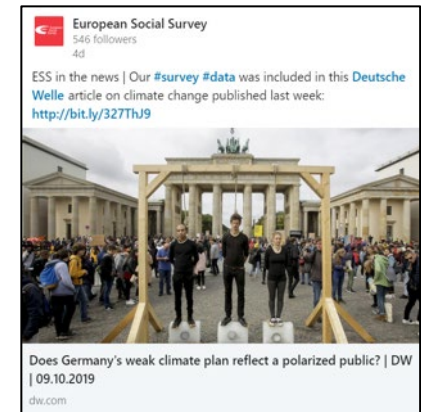 European Social Survey
546 followers
4d
ESS in the news | Our #survey #data was included in this Deutsche
Welle article on climate change published last week:
http://bit.ly/327ThJ9
Does Germany's weak climate plan reflect a polarized public? | DW
| 09.10.2019
dw.com